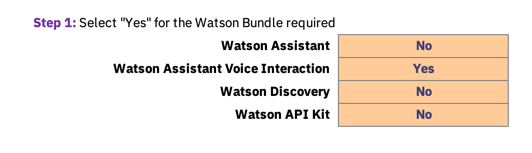 Step 1: Select "Yes" for the Watson Bundle required
Watson Assistant No
Watson Assistant Voice Interaction Yes
Watson Discovery No
Watson API Kit No